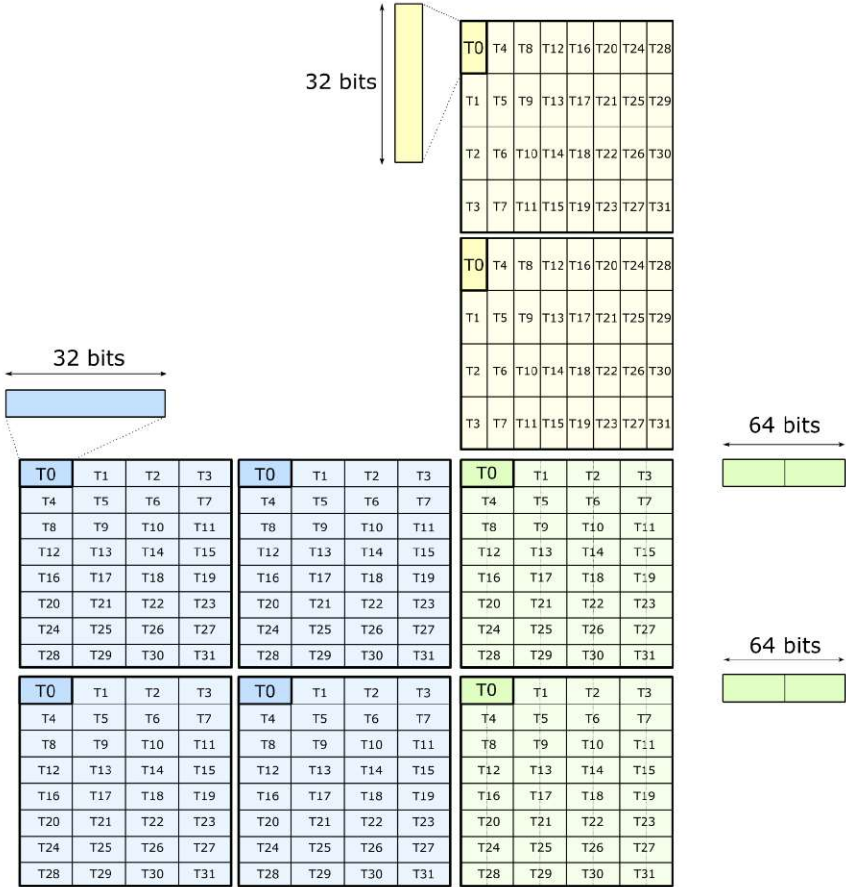 32 bits
T0 T4 T8 T12 T16 T20 T24 T28
T1 T5 T9 T13 T17 T21 T25 T29
T2 T6 T10 T14 T18 T22 T26 T30
T3 T7 T11 T15 T19 T23 T27 T31
T0 T4 T8 T12 T16 T20 T24 T28
T1 T5 T9 T13 T17 T21 T25 T29
T2 T6 T10 T14 T18 T22 T26 T30
T3 T7 T11 T15 T19 T23 T27 T31
32 bits
64 bits
T0 T1 T2 T3 T0 T1 T2 T3 T0 T1 T2 T3
T4 T5 T6 T7 T4 T5 T6 T7 T4 T5 T6 T7
T8 T9 T10 T11 T8 T9 T10 T11 T8 T9 T10 T11
T12 T13 T14 T15 T12 T13 T14 T15 T12 T13 T14 T15
T16 T17 T18 T19 T16 T17 T18 T19 T16 T17 T18 T19
T20 T21 T22 T23 T20 T21 T22 T23 T20 T21 T22 T23
T24 T25 T26 T27 T24 T25 T26 T27 T24 T25 T26 T27
T28 T29 T30 T31 T28 T29 T30 T31 T28 T29 T30 T31
64 bits
T0 T1 T2 T3 T0 T1 T2 T3 T0 T1 T2 T3
T4 T5 T6 T7 T4 T5 T6 T7 T4 T5 T6 T7
T8 T9 T10 T11 T8 T9 T10 T11 T8 T9 T10 T11
T12 T13 T14 T15 T12 T13 T14 T15 T12 T13 T14 T15
T16 T17 T18 T19 T16 T17 T18 T19 T16 T17 T18 T19
T20 T21 T22 T23 T20 T21 T22 T23 T20 T21 T22 T23
T24 T25 T26 T27 T24 T25 T26 T27 T24 T25 T26 T27
T28 T29 T30 T31 T28 T29 T30 T31 T28 T29 T30 T31